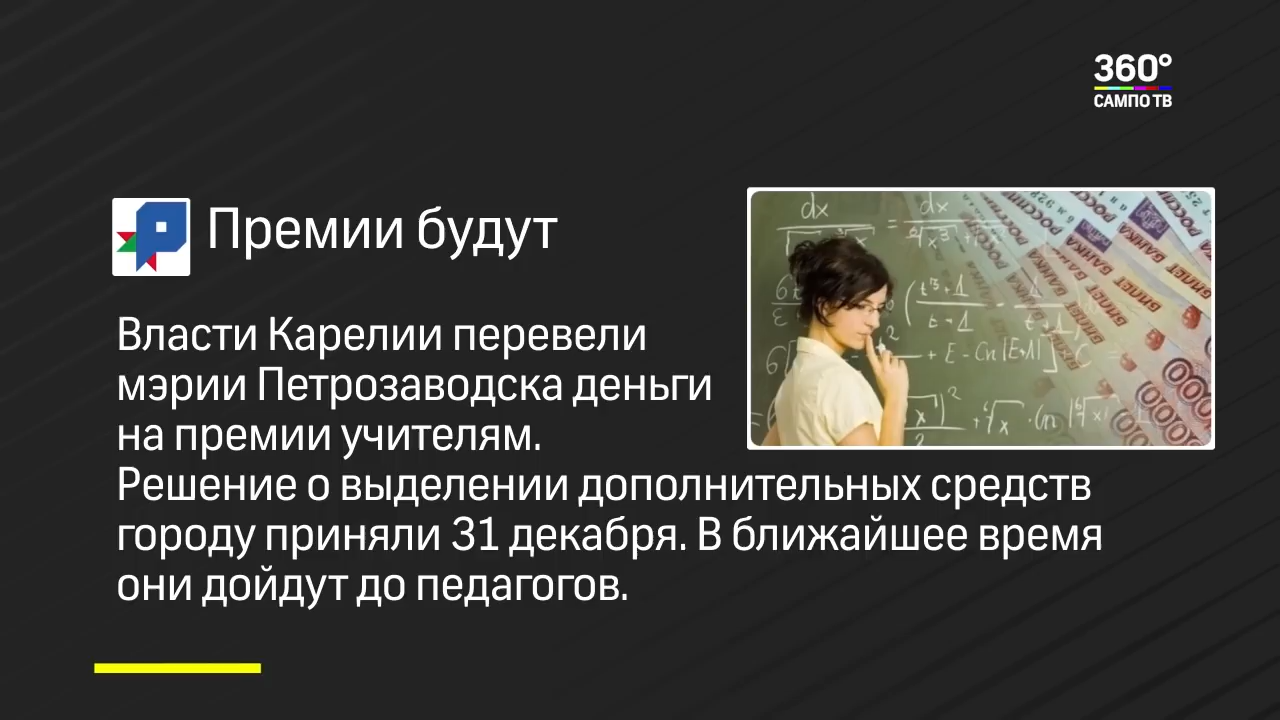 360°
САМПО ТВ
Премии будут
Власти Карелии перевели
мэрии Петрозаводска деньги
на премии учителям.
Решение о выделении дополнительных средств
городу приняли 31 декабря. В ближайшее время
они дойдут до педагогов.